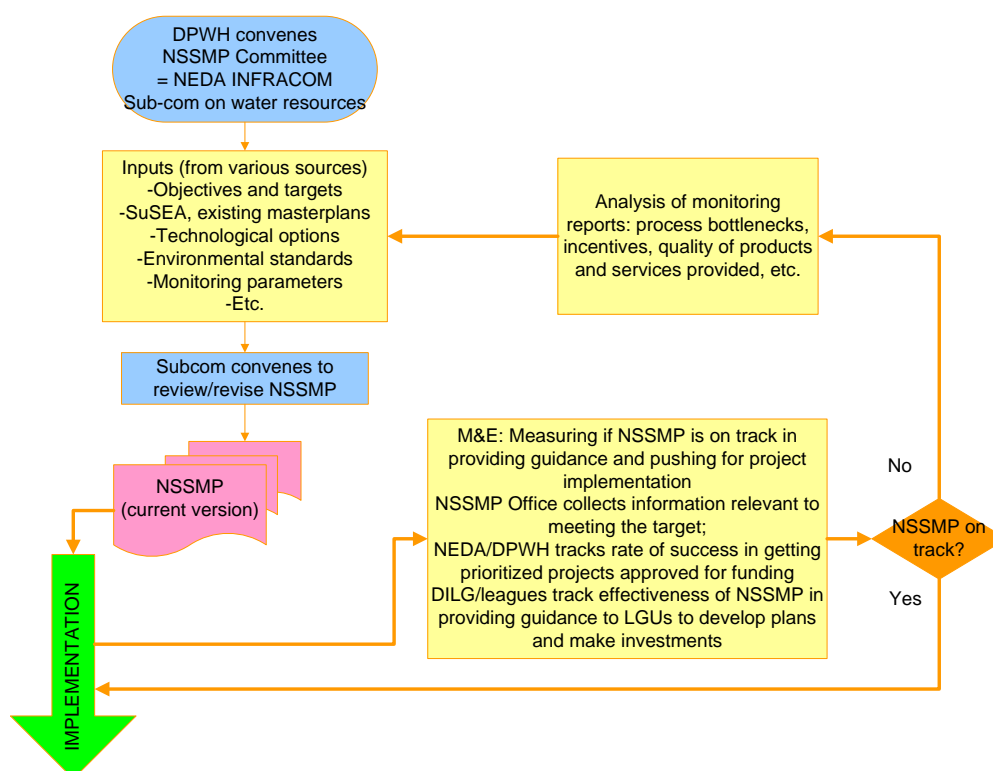 DPWH convenes
NSSMP Committee
= NEDA INFRACOM
Sub-com on water resources
Inputs (from various sources)
-Objectives and targets
-SuSEA, existing masterplans
-Technological options
-Environmental standards
-Monitoring parameters
-Etc.
Analysis of monitoring
reports: process bottlenecks,
incentives, quality of products
and services provided, etc.
Subcom convenes to
review/revise NSSMP
NSSMP
(current version)
M&E: Measuring if NSSMP is on track in
providing guidance and pushing for project
implementation
NSSMP Office collects information relevant to
meeting the target;
NEDA/DPWH tracks rate of success in getting
prioritized projects approved for funding
DILG/leagues track effectiveness of NSSMP in
providing guidance to LGUs to develop plans
and make investments
No
NSSMP on
track?
Yes
IMPLEMENTATION